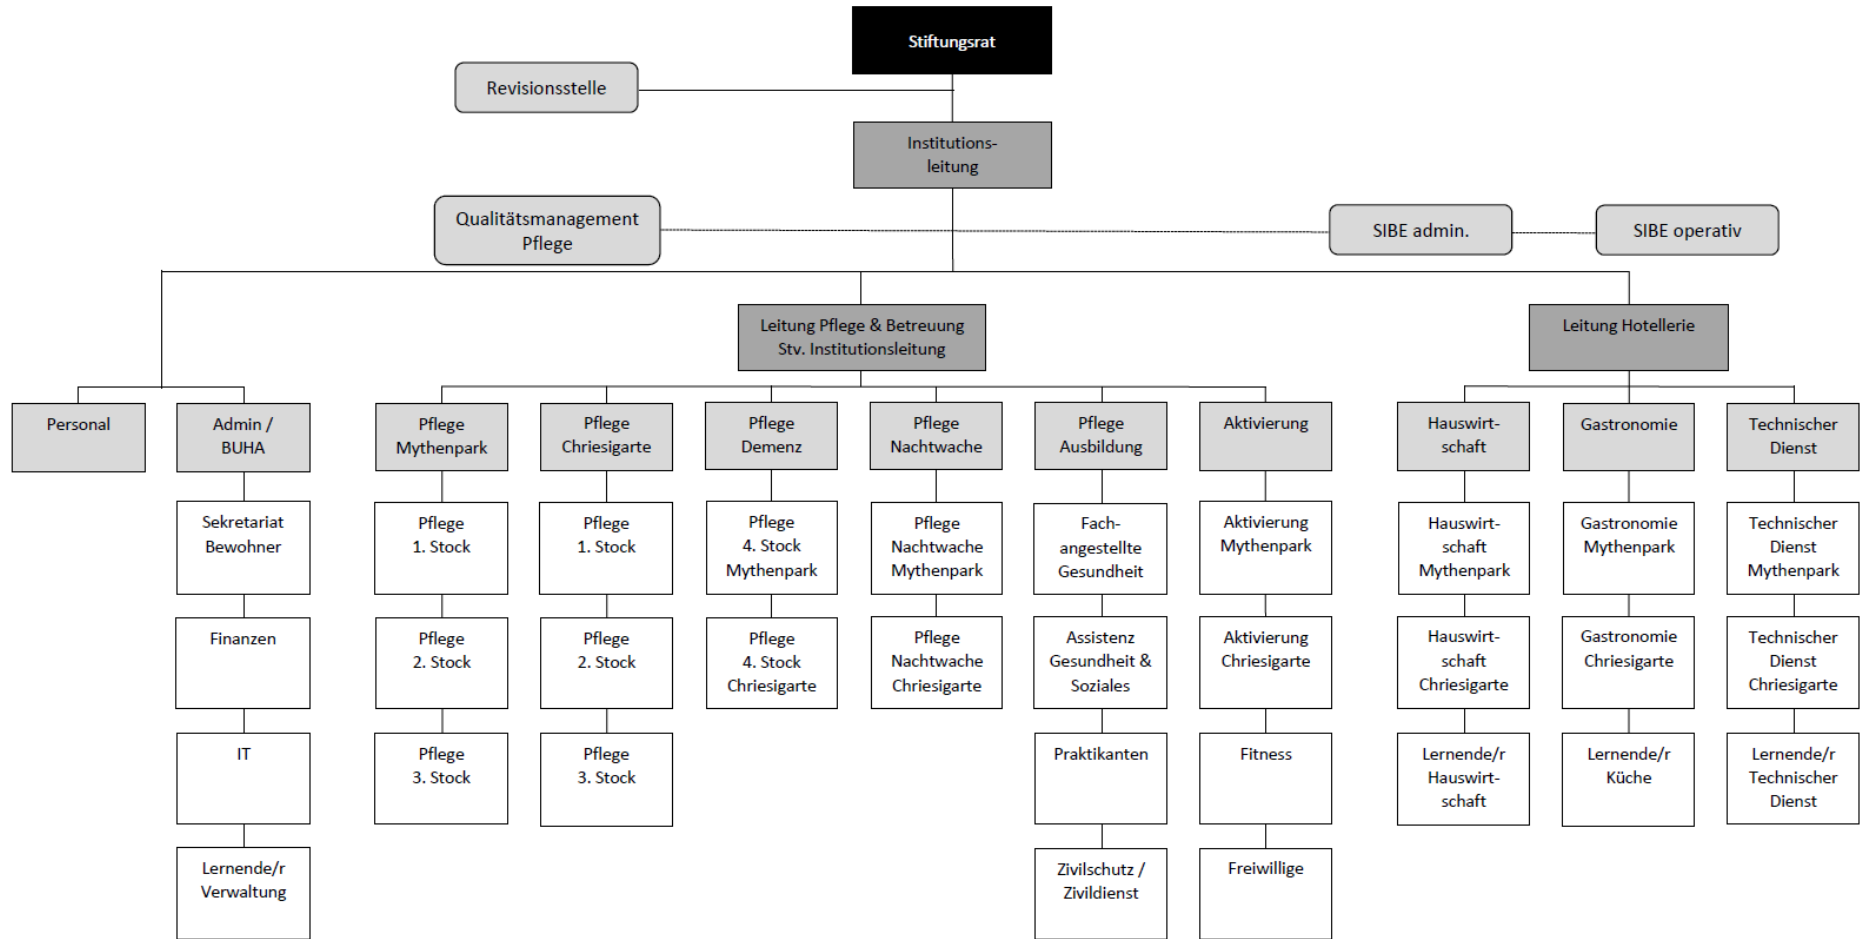 Stiftungsrat
Revisionsstelle
Institutions-
leitung
Qualitätsmanagement
Pflege
SIBE admin.
SIBE operativ
Leitung Pflege & Betreuung
Stv. Institutionsleitung
Leitung Hotellerie
Personal
Admin /
BUHA
Pflege
Mythenpark
Pflege
Chriesigarte
Pflege
Demenz
Pflege
Nachtwache
Pflege
Ausbildung
Aktivierung
Hauswirt-
schaft
Gastronomie
Technischer
Dienst
Sekretariat
Bewohner
Pflege
1. Stock
Pflege
1. Stock
Pflege
4. Stock
Mythenpark
Pflege
Nachtwache
Mythenpark
Fach-
angestellte
Gesundheit
Aktivierung
Mythenpark
Hauswirt-
schaft
Mythenpark
Gastronomie
Mythenpark
Technischer
Dienst
Mythenpark
Finanzen
Pflege
2. Stock
Pflege
2. Stock
Pflege
4. Stock
Chriesigarte
Pflege
Nachtwache
Chriesigarte
Assistenz
Gesundheit &
Soziales
Aktivierung
Chriesigarte
Hauswirt-
schaft
Chriesigarte
Gastronomie
Chriesigarte
Technischer
Dienst
Chriesigarte
IT
Pflege
3. Stock
Pflege
3. Stock
Praktikanten
Fitness
Lernende/r
Hauswirt-
schaft
Lernende/r
Küche
Lernende/r
Technischer
Dienst
Lernende/r
Verwaltung
Zivilschutz /
Zivildienst
Freiwillige